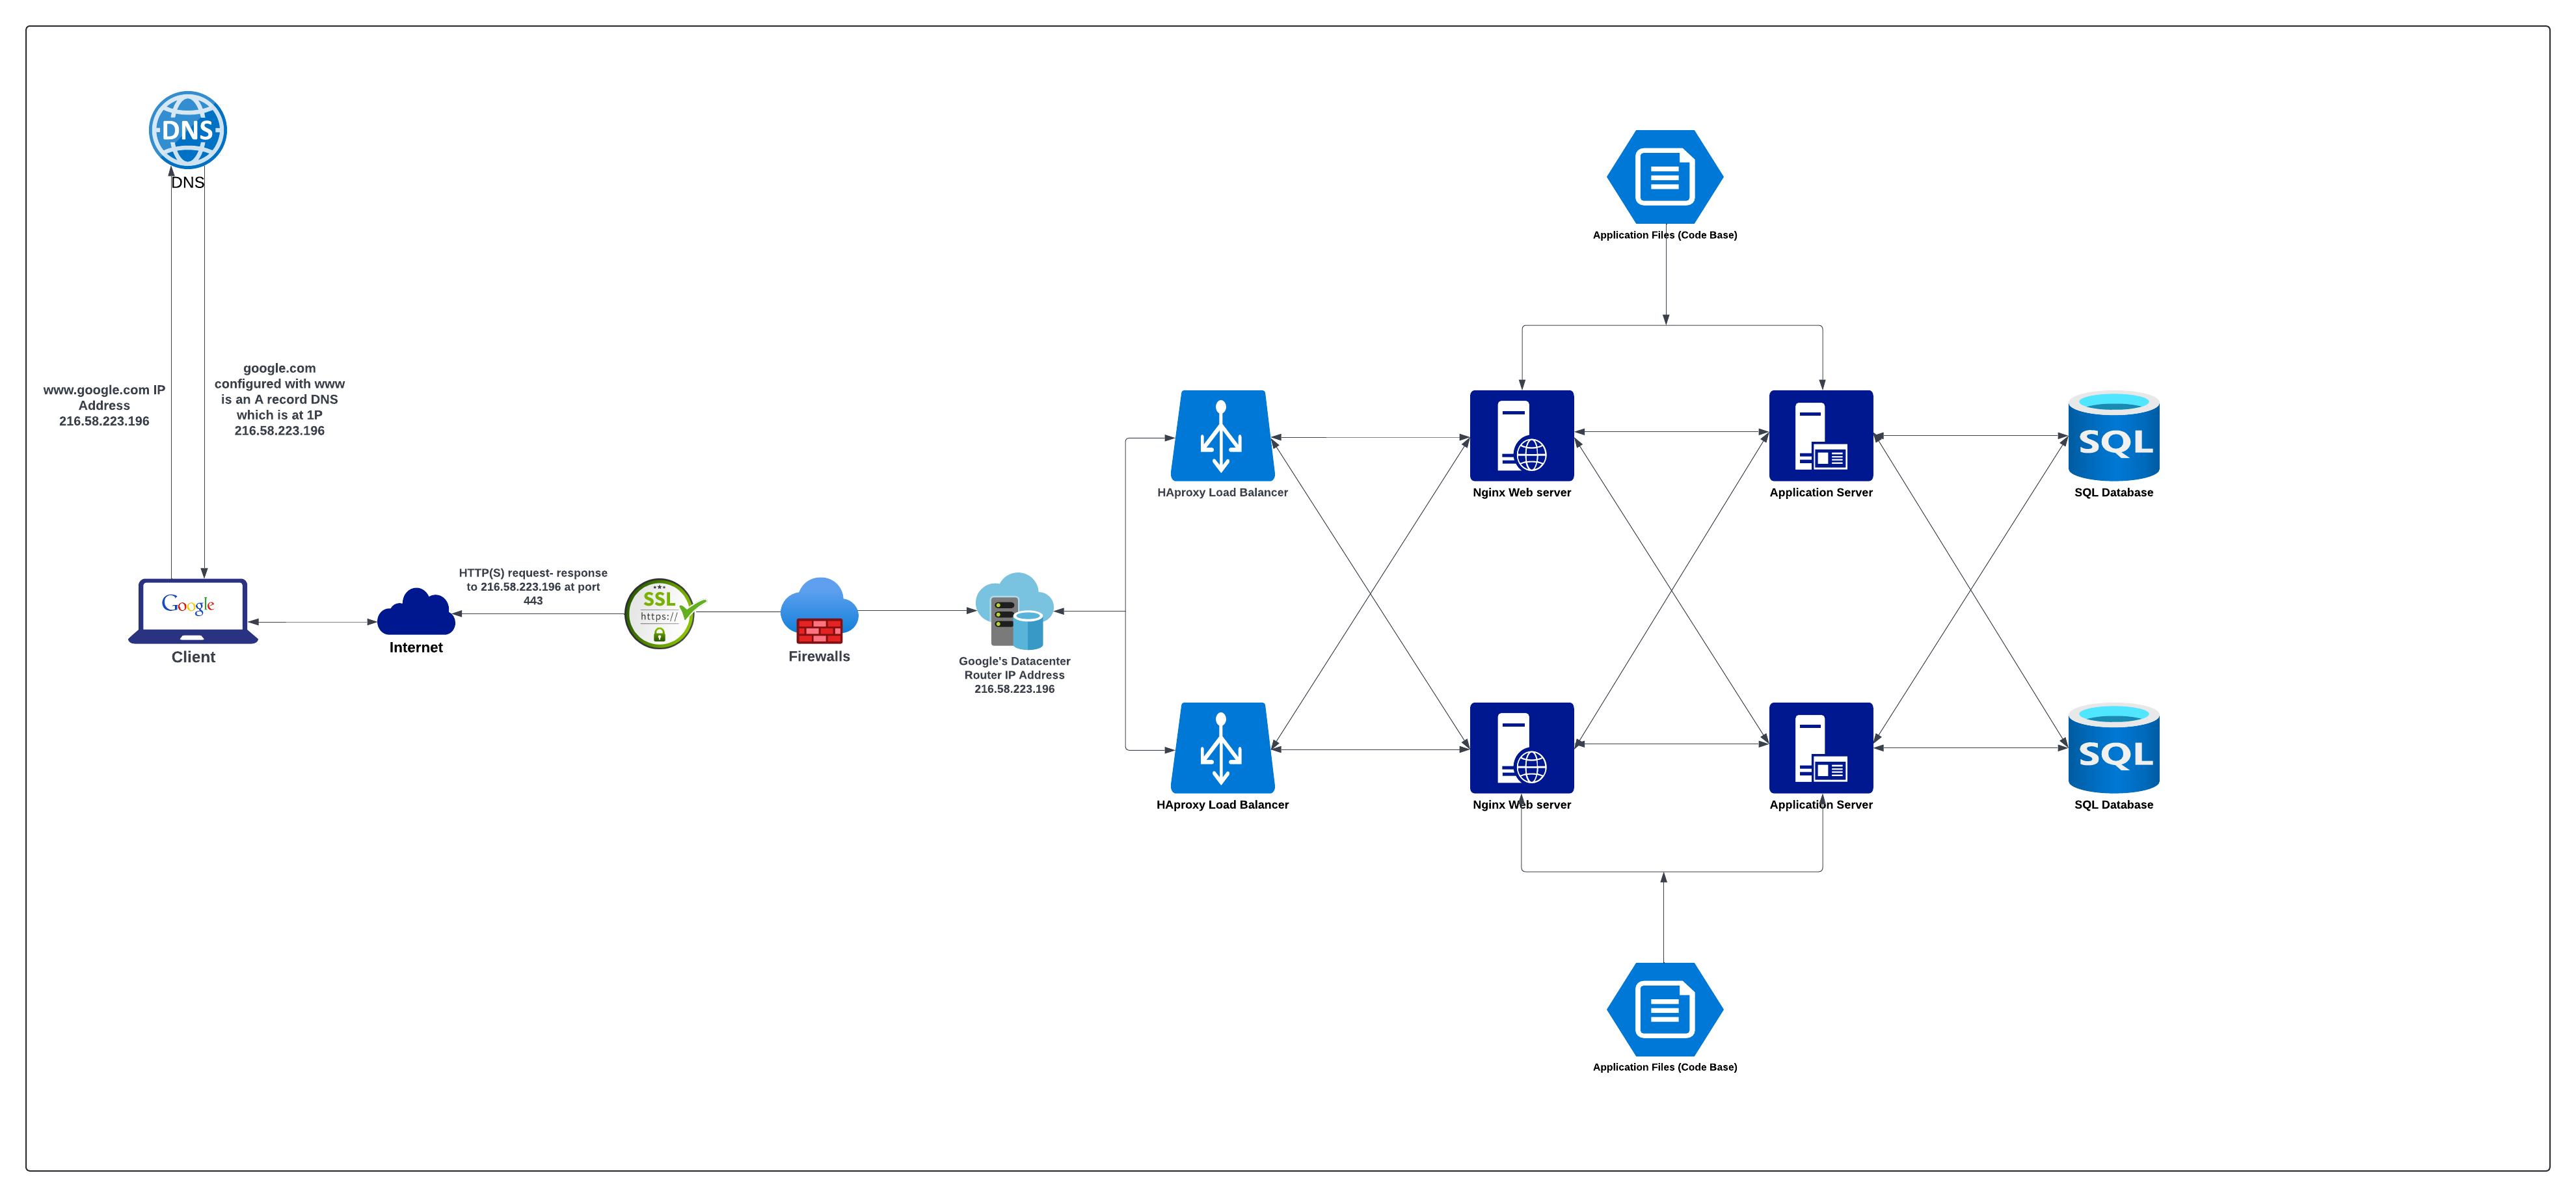 DNS
DNS
www.google.com IP
Address
216.58.223.196
google.com
configured with www
is an A record DNS
which is at 1P
216.58.223.196
Google
Client
Internet
HTTP(S) request- response
to 216.58.223.196 at port
443
SSL
https://
Firewalls
Google's Datacenter
Router IP Address
216.58.223.196
Application Files (Code Base)
HAproxy Load Balancer
Nginx Web server
Application Server
SQL
SQL Database
HAproxy Load Balancer
Nginx Web server
Application Server
SQL
SQL Database
Application Files (Code Base)